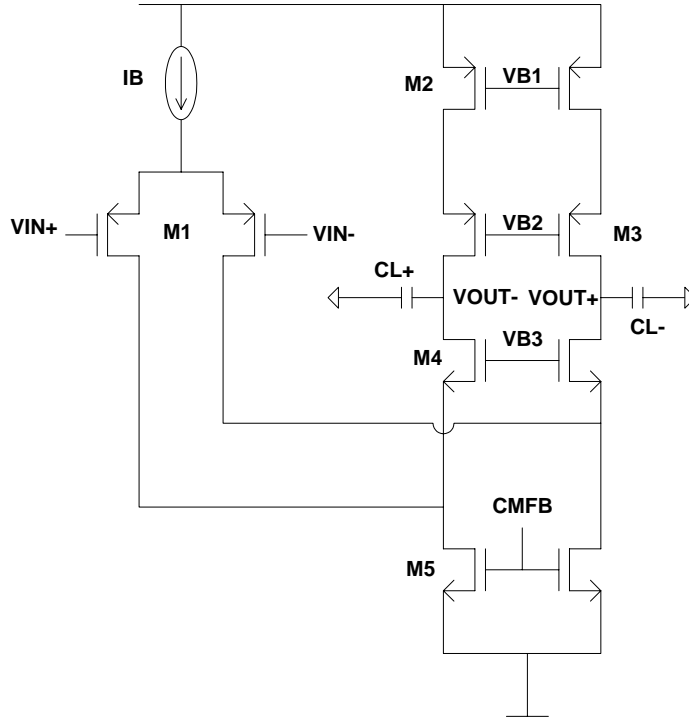 IB
M2
VB1
VIN+
M1
VIN-
VB2
M3
CL+
VOUT-
VOUT+
CL-
M4
VB3
CMFB
M5